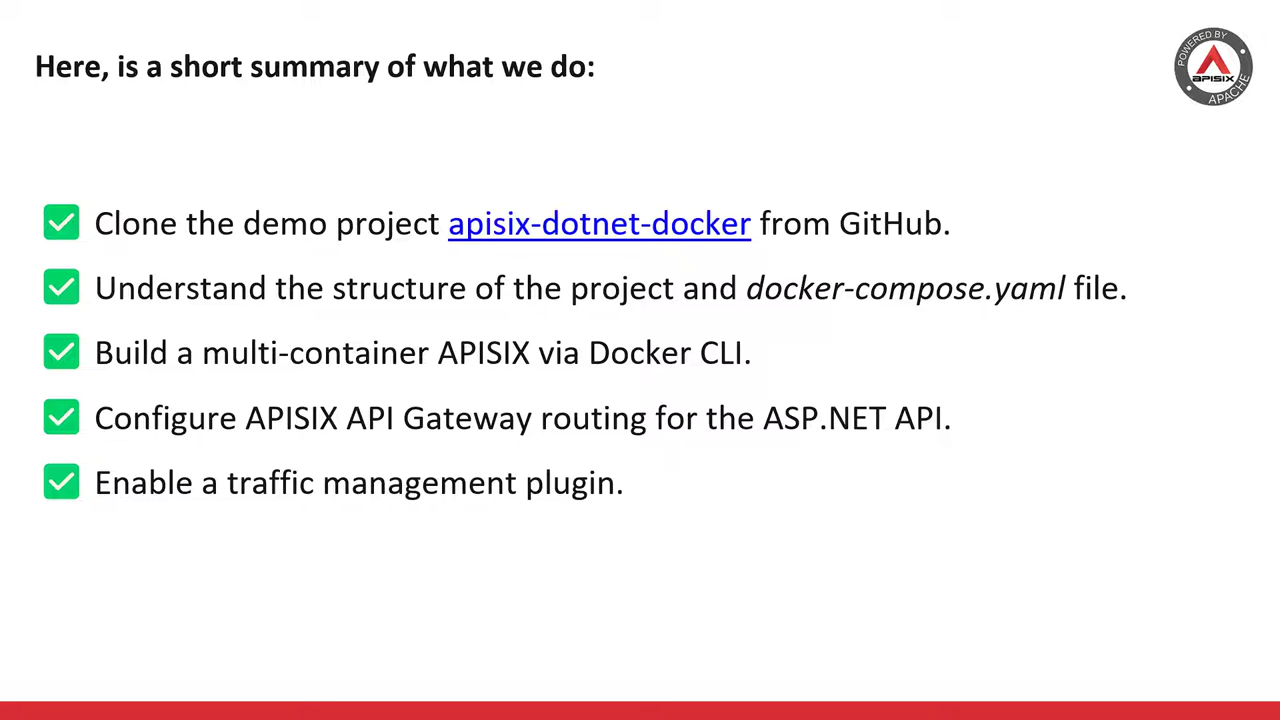 Here, is a short summary of what we do:
POWERED BY
APISIX
APACHE
Clone the demo project apisix-dotnet-docker from GitHub.
Understand the structure of the project and docker-compose.yaml file.
Build a multi-container APISIX via Docker CLI.
Configure APISIX API Gateway routing for the ASP.NET API.
Enable a traffic management plugin.